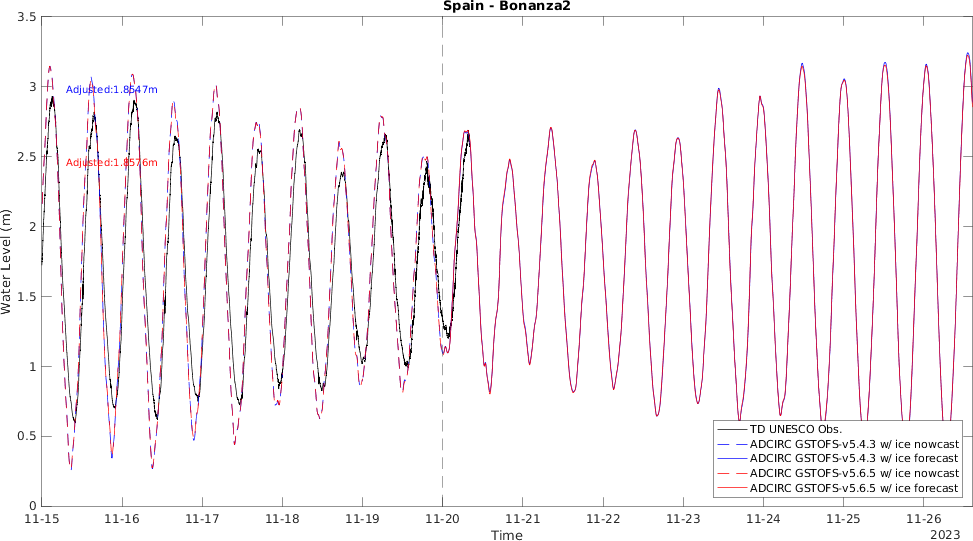 Spain - Bonanza2
3.5
3
2.5
2
1.5
1
0.5
0
Water Level (m)
Adjusted:1.8547m
Adjusted:1.8576m
TD UNESCO Obs.
ADCIRC GSTOFS-v5.4.3 w/ ice nowcast
ADCIRC GSTOFS-v5.4.3 w/ ice forecast
ADCIRC GSTOFS-v5.6.5 w/ ice nowcast
ADCIRC GSTOFS-v5.6.5 w/ ice forecast
11-15 11-16 11-17 11-18 11-19 11-20 11-21 11-22 11-23 11-24 11-25 11-26
2023
Time